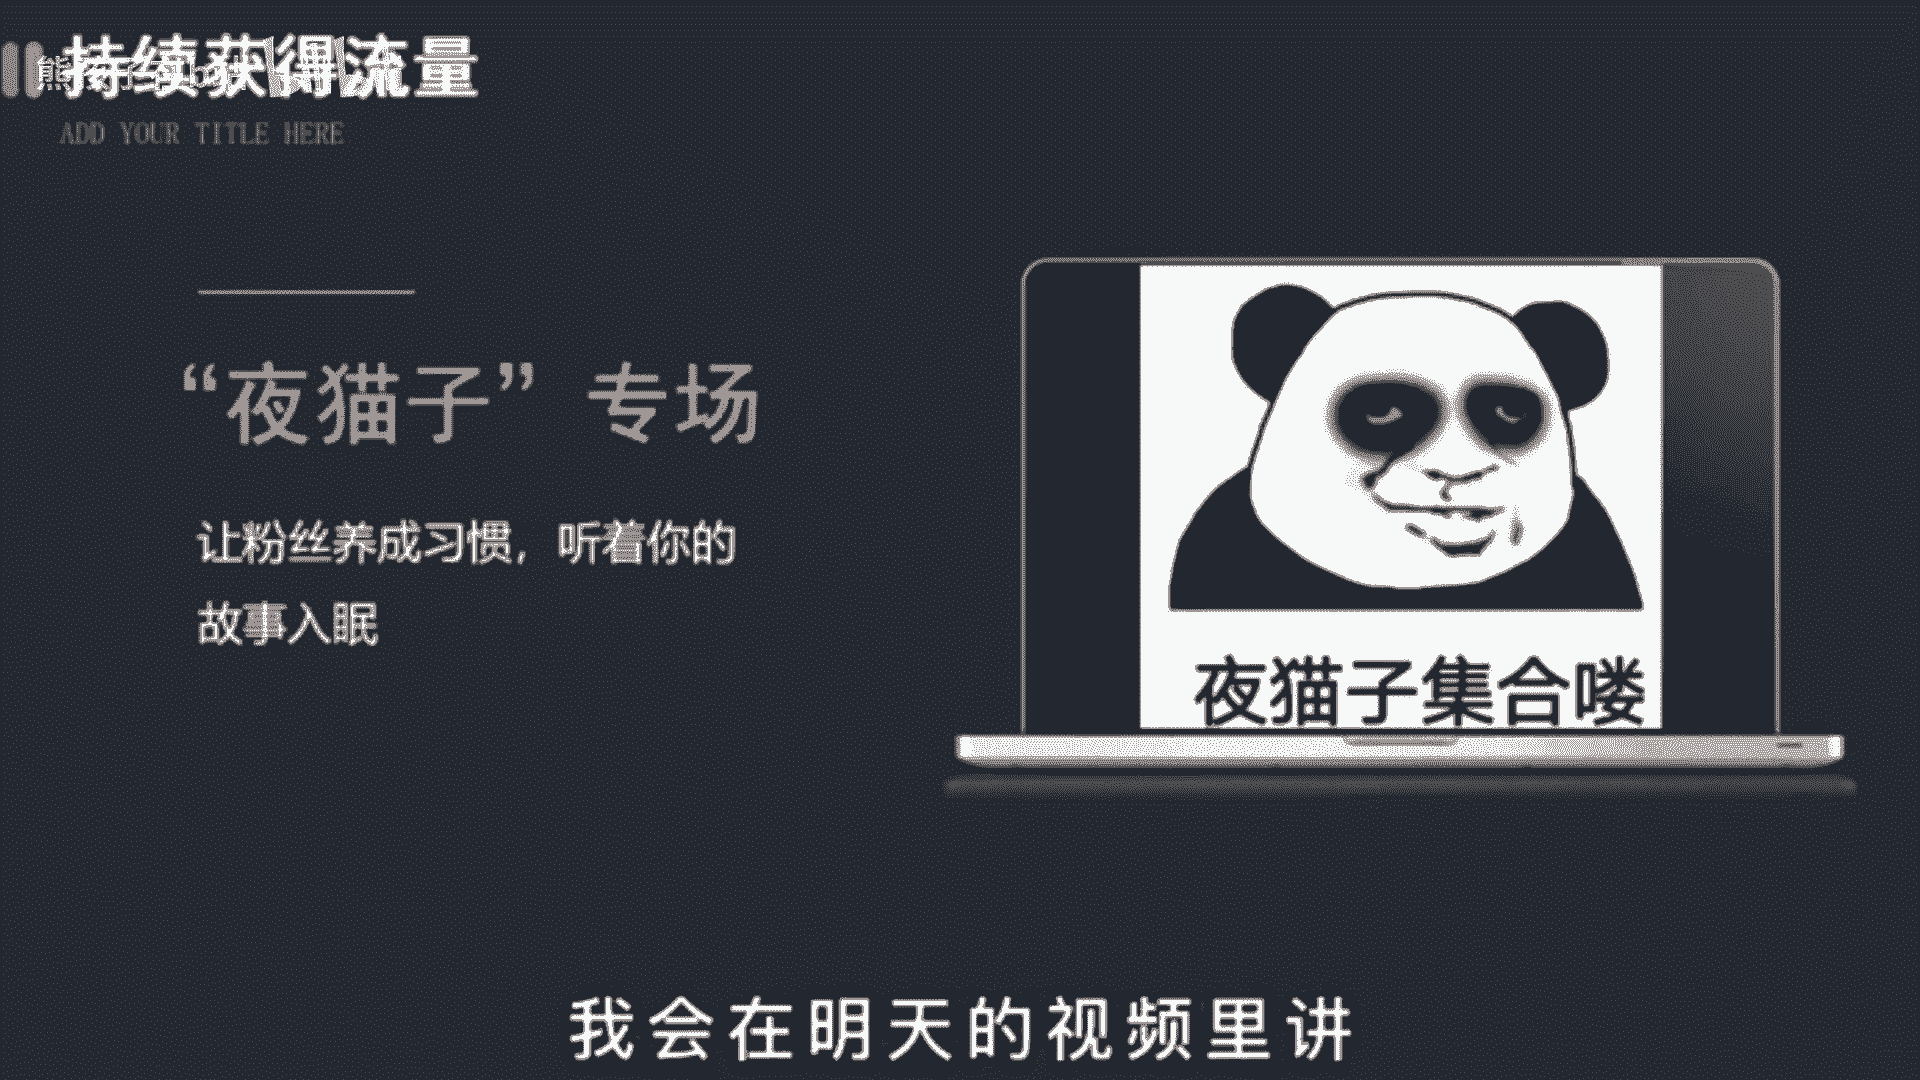 持续获得流量
ADD YOUR TITLE HERE
“夜猫子” 专场
让粉丝养成习惯，听着你的
故事入眠
夜猫子集合喽
我会在明天的视频里讲